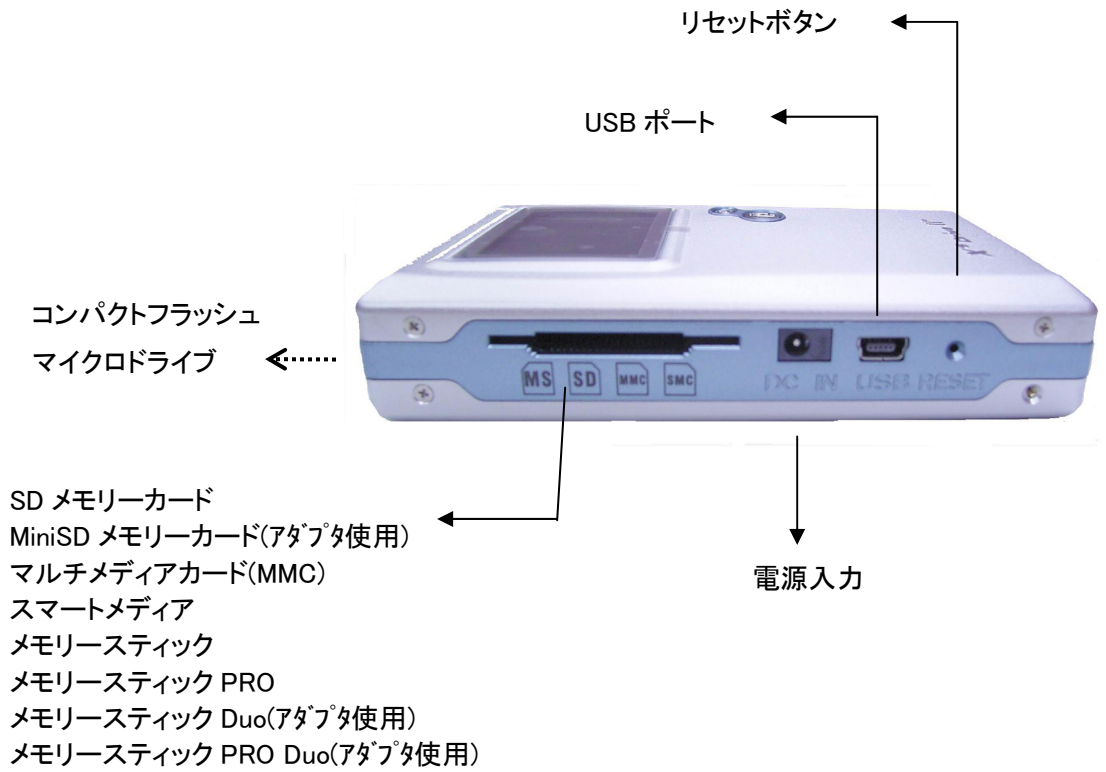 リセットボタン
USB ポート
コンパクトフラッシュ
マイクロドライブ
MS SD MMC SMC
DC IN USB RESET
SD メモリーカード
MiniSD メモリーカード(ｱﾀﾞﾌﾟﾀ使用)
マルチメディアカード(MMC)
スマートメディア
メモリースティック
メモリースティック PRO
メモリースティック Duo(ｱﾀﾞﾌﾟﾀ使用)
メモリースティック PRO Duo(ｱﾀﾞﾌﾟﾀ使用)
電源入力